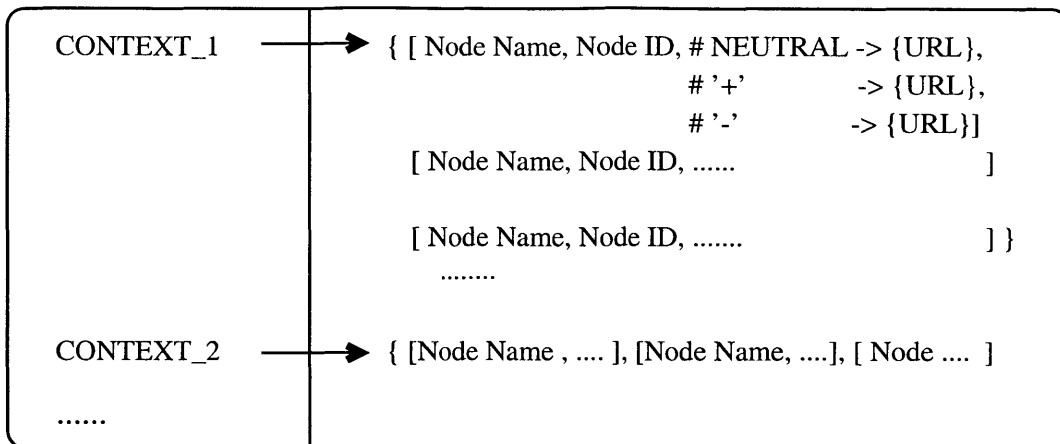 CONTEXT_1 { [ Node Name, Node ID, # NEUTRAL -> {URL},
# '+' -> {URL},
# '-' -> {URL}]
[ Node Name, Node ID, ...... ]
[ Node Name, Node ID, ....... ] }
........
CONTEXT_2 { [Node Name , .... ], [Node Name, ....], [ Node .... ]
......